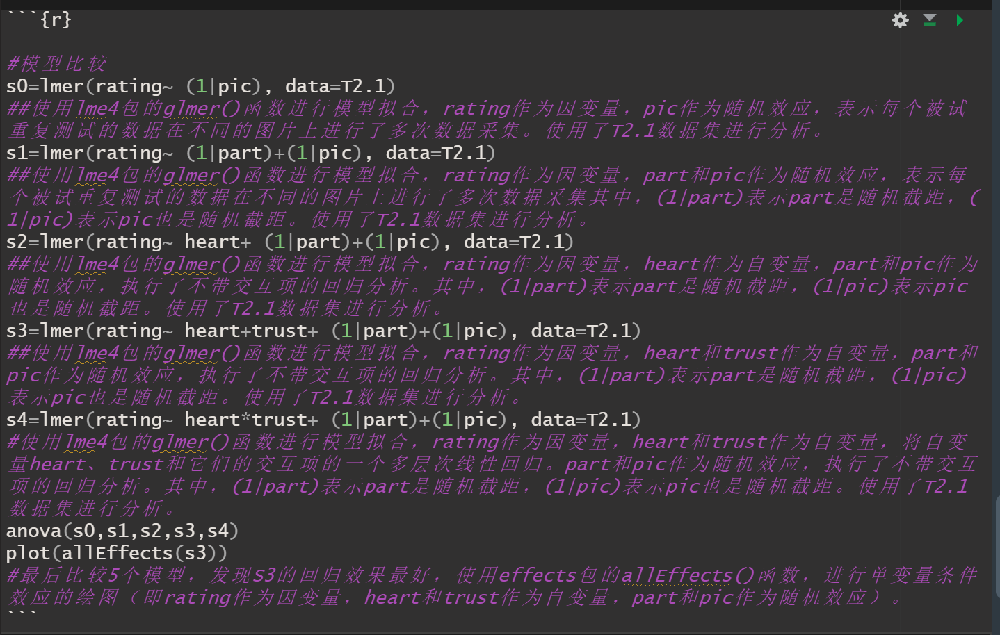 ```{r}
#模型比较
s0=lmer(rating~ (1|pic), data=T2.1)
##使用lme4包的glmer()函数进行模型拟合，rating作为因变量，pic作为随机效应，表示每个被试
重复测试的数据在不同的图片上进行了多次数据采集。使用了T2.1数据集进行分析。
s1=lmer(rating~ (1|part)+(1|pic), data=T2.1)
##使用lme4包的glmer()函数进行模型拟合，rating作为因变量，part和pic作为随机效应，表示每
个被试重复测试的数据在不同的图片上进行了多次数据采集其中，(1|part)表示part是随机截距，(
1|pic)表示pic也是随机截距。使用了T2.1数据集进行分析。
s2=lmer(rating~ heart+ (1|part)+(1|pic), data=T2.1)
##使用lme4包的glmer()函数进行模型拟合，rating作为因变量，heart作为自变量，part和pic作为
随机效应，执行了不带交互项的回归分析。其中，(1|part)表示part是随机截距，(1|pic)表示pic
也是随机截距。使用了T2.1数据集进行分析。
s3=lmer(rating~ heart+trust+ (1|part)+(1|pic), data=T2.1)
##使用lme4包的glmer()函数进行模型拟合，rating作为因变量，heart和trust作为自变量，part和
pic作为随机效应，执行了不带交互项的回归分析。其中，(1|part)表示part是随机截距，(1|pic)
表示pic也是随机截距。使用了T2.1数据集进行分析。
s4=lmer(rating~ heart*trust+ (1|part)+(1|pic), data=T2.1)
#使用lme4包的glmer()函数进行模型拟合，rating作为因变量，heart和trust作为自变量，将自变
量heart、trust和它们的交互项的一个多层次线性回归。part和pic作为随机效应，执行了不带交互
项的回归分析。其中，(1|part)表示part是随机截距，(1|pic)表示pic也是随机截距。使用了T2.1
数据集进行分析。
anova(s0,s1,s2,s3,s4)
plot(allEffects(s3))
#最后比较5个模型，发现S3的回归效果最好，使用effects包的allEffects()函数，进行单变量条件
效应的绘图（即rating作为因变量，heart和trust作为自变量，part和pic作为随机效应）。
```